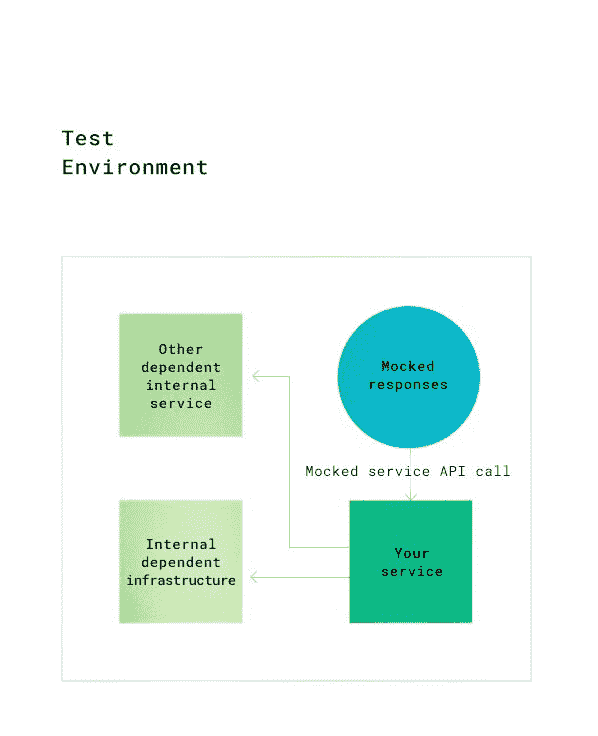 Test
Environment
Other
dependent
internal
service
Mocked
responses
Mocked service API call
Internal
dependent
infrastructure
Your
service